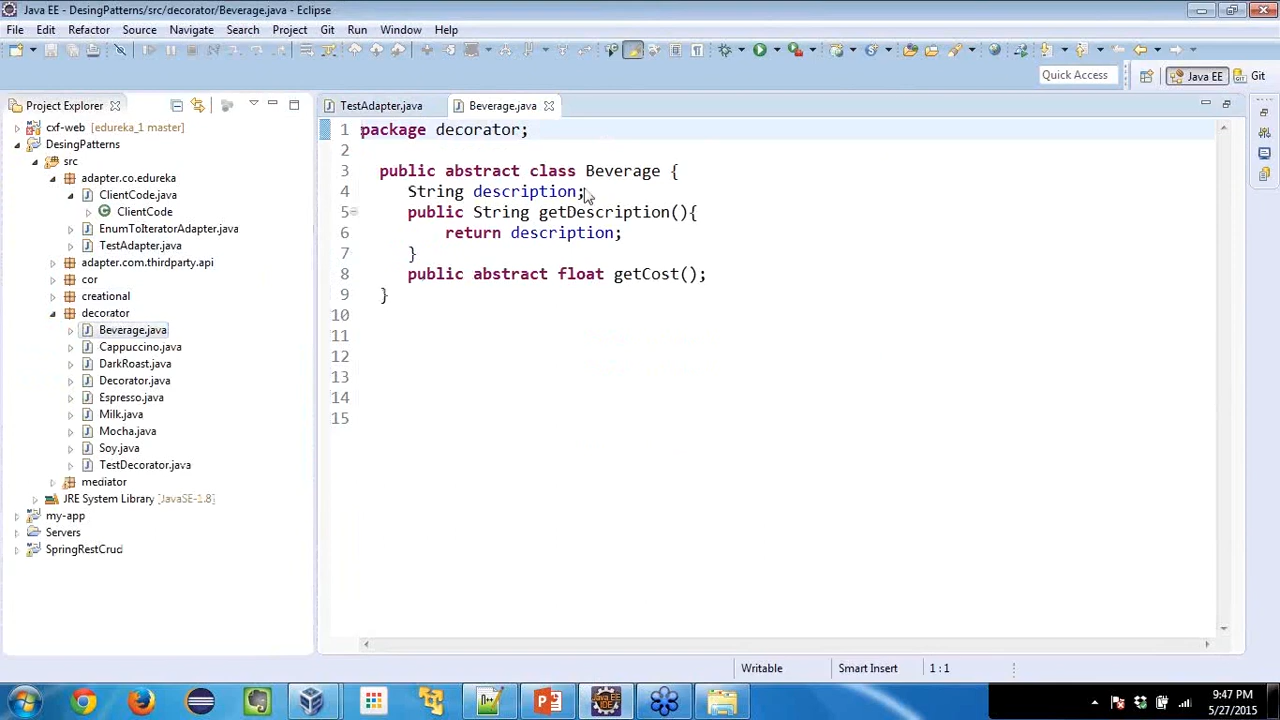 Java EE - DesingPatterns/src/decorator/Beverage.java - Eclipse
File Edit Refactor Source Navigate Search Project Git Run Window Help
Quick Access
Java EE
Git
Project Explorer
TestAdapter.java
Beverage.java
cxf-web [edureka_1 master]
DesingPatterns
src
adapter.co.edureka
ClientCode.java
ClientCode
EnumToIteratorAdapter.java
TestAdapter.java
adapter.com.thirdparty.api
cor
creational
decorator
Beverage.java
Cappuccino.java
DarkRoast.java
Decorator.java
Espresso.java
Milk.java
Mocha.java
Soy.java
TestDecorator.java
mediator
JRE System Library [JavaSE-1.8]
my-app
Servers
SpringRestCrud
1 package decorator;
2
3 public abstract class Beverage {
4 String description;
5 public String getDescription(){
6 return description;
7 }
8 public abstract float getCost();
9 }
10
11
12
13
14
15
Writable
Smart Insert
1 : 1
9:47 PM
5/27/2015